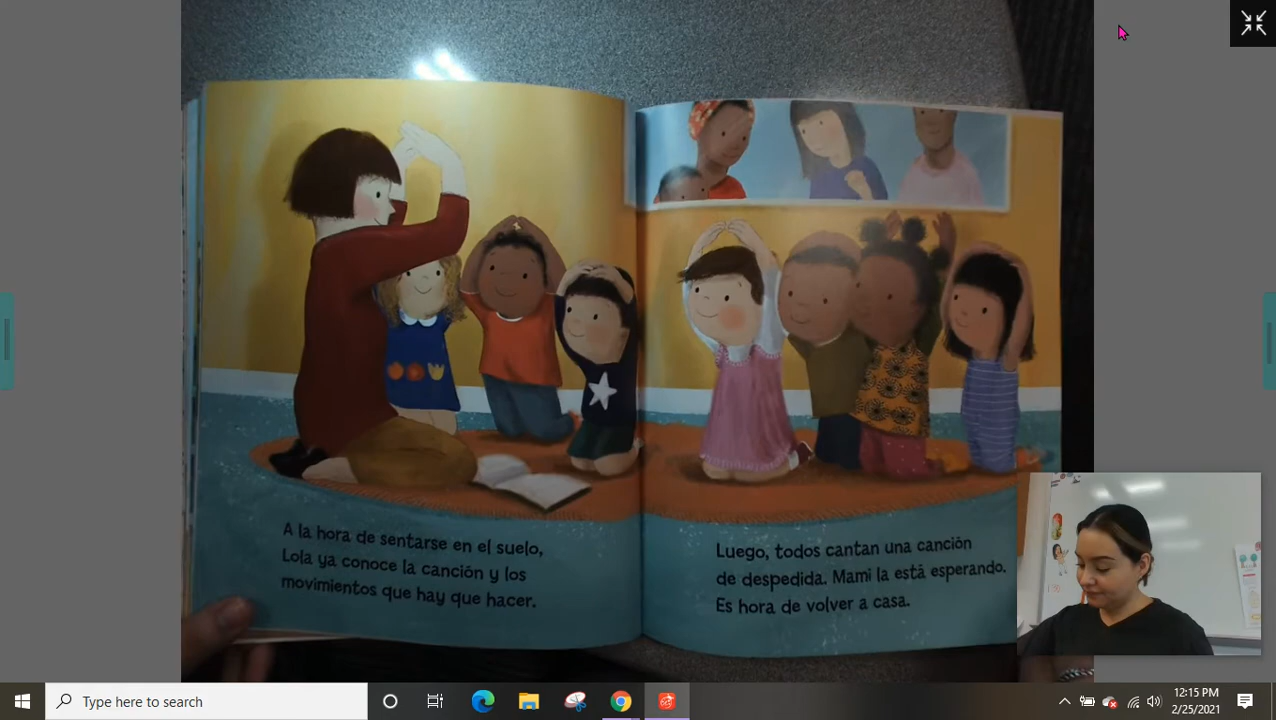 A la hora de sentarse en el suelo,
Lola ya conoce la canción y los
movimientos que hay que hacer.
Luego, todos cantan una canción
de despedida. Mami la está esperando.
Es hora de volver a casa.
Type here to search
12:15 PM
2/25/2021